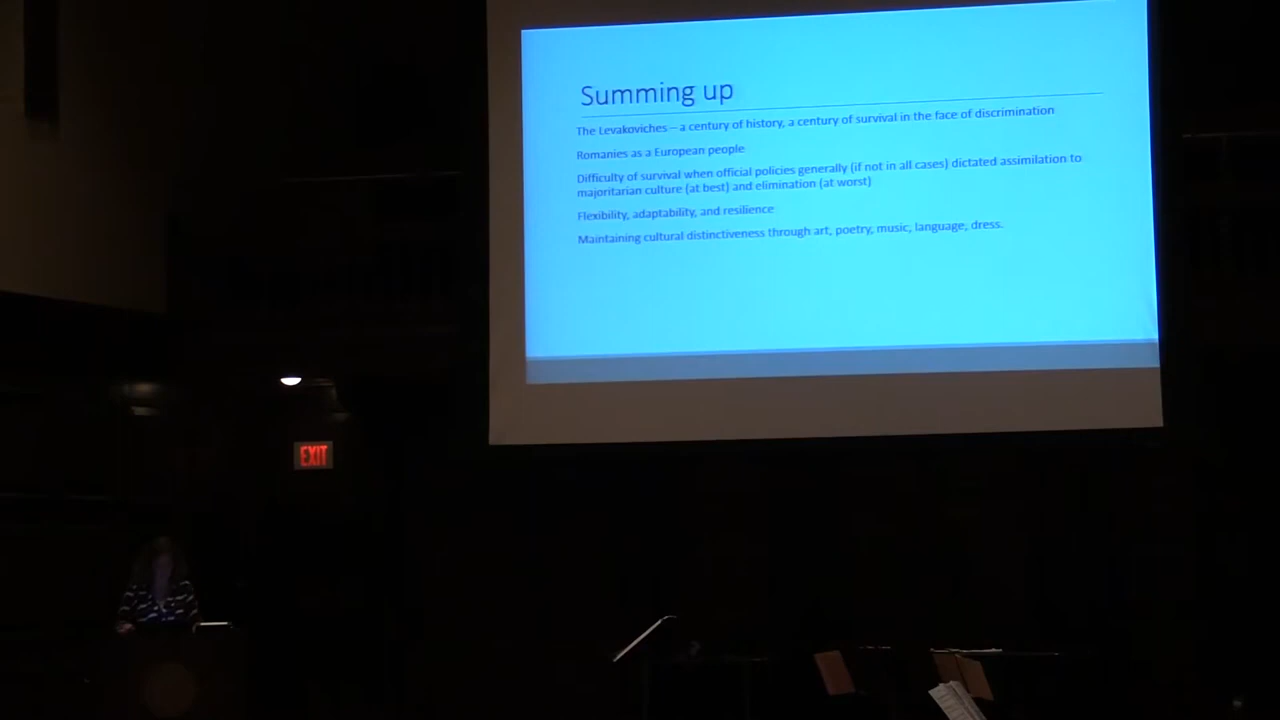 Summing up
The Levakoviches – a century of history, a century of survival in the face of discrimination
Romanies as a European people
Difficulty of survival when official policies generally (if not in all cases) dictated assimilation to
majoritarian culture (at best) and elimination (at worst)
Flexibility, adaptability, and resilience
Maintaining cultural distinctiveness through art, poetry, music, language, dress.
EXIT